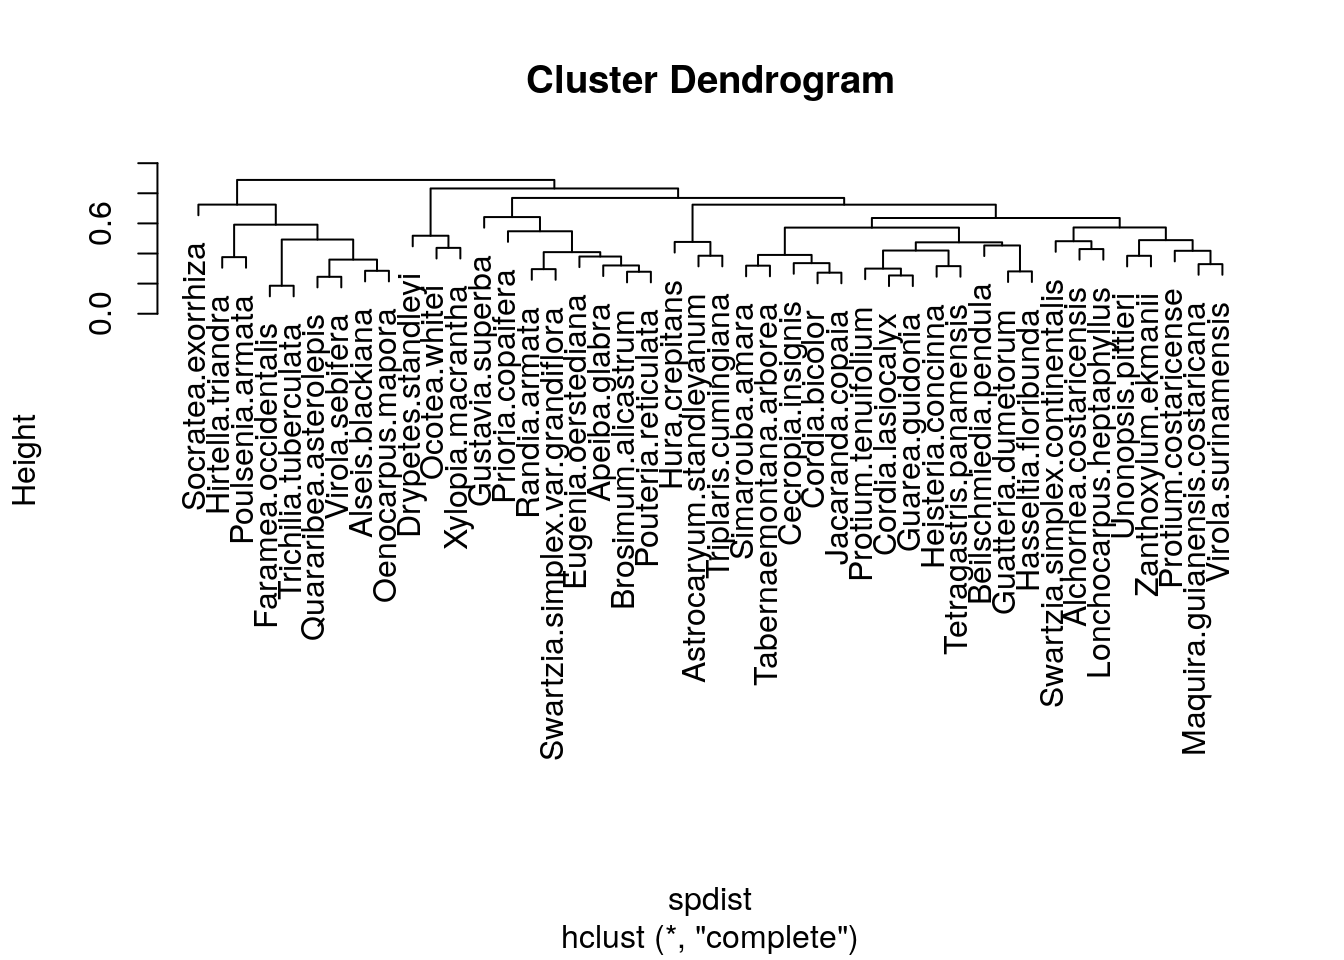 Cluster Dendrogram
Height
0.0
0.6
Socratea.exorrhiza
Hirtella.triandra
Poulsenia.armata
Faramea.occidentalis
Trichilia.tuberculata
Quararibea.asterolepis
Virola.sebifera
Alseis.blackiana
Oenocarpus.mapora
Drypetes.standleyi
Ocotea.whitei
Xylopia.macrantha
Gustavia.superba
Prioria.copaifera
Randia.armata
Swartzia.simplex.var.grandiflora
Eugenia.oerstediana
Apeiba.glabra
Brosimum.alicastrum
Pouteria.reticulata
Hura.crepitans
Astrocaryum.standleyanum
Triplaris.cumingiana
Simarouba.amara
Tabernaemontana.arborea
Cecropia.insignis
Cordia.bicolor
Jacaranda.copaia
Protium.tenuifolium
Cordia.lasiocalyx
Guarea.guidonia
Heisteria.concinna
Tetragastris.panamensis
Beilschmiedia.pendula
Guatteria.dumetorum
Hasseltia.floribunda
Swartzia.simplex.continentalis
Alchornea.costaricensis
Lonchocarpus.heptaphyllus
Unonopsis.pittieri
Zanthoxylum.ekmanii
Protium.costaricense
Maquira.guianensis.costaricana
Virola.surinamensis
spdist
hclust (*, "complete")